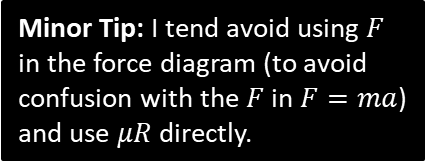 Minor Tip: I tend avoid using F
in the force diagram (to avoid
confusion with the F in F = ma)
and use μR directly.